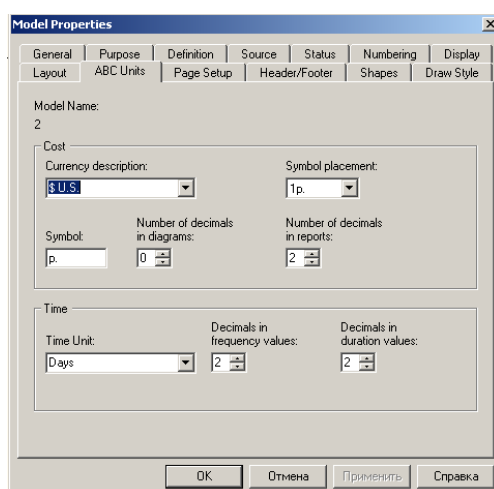 Model Properties
General Purpose Definition Source Status Numbering Display
Layout ABC Units Page Setup Header/Footer Shapes Draw Style
Model Name:
2
Cost
Currency description: Symbol placement:
$ U.S. 1p.
Number of decimals Number of decimals
Symbol: in diagrams: in reports:
p. 0 2
Time
Decimals in Decimals in
Time Unit: frequency values: duration values:
Days 2 2
OK Отмена Применить Справка